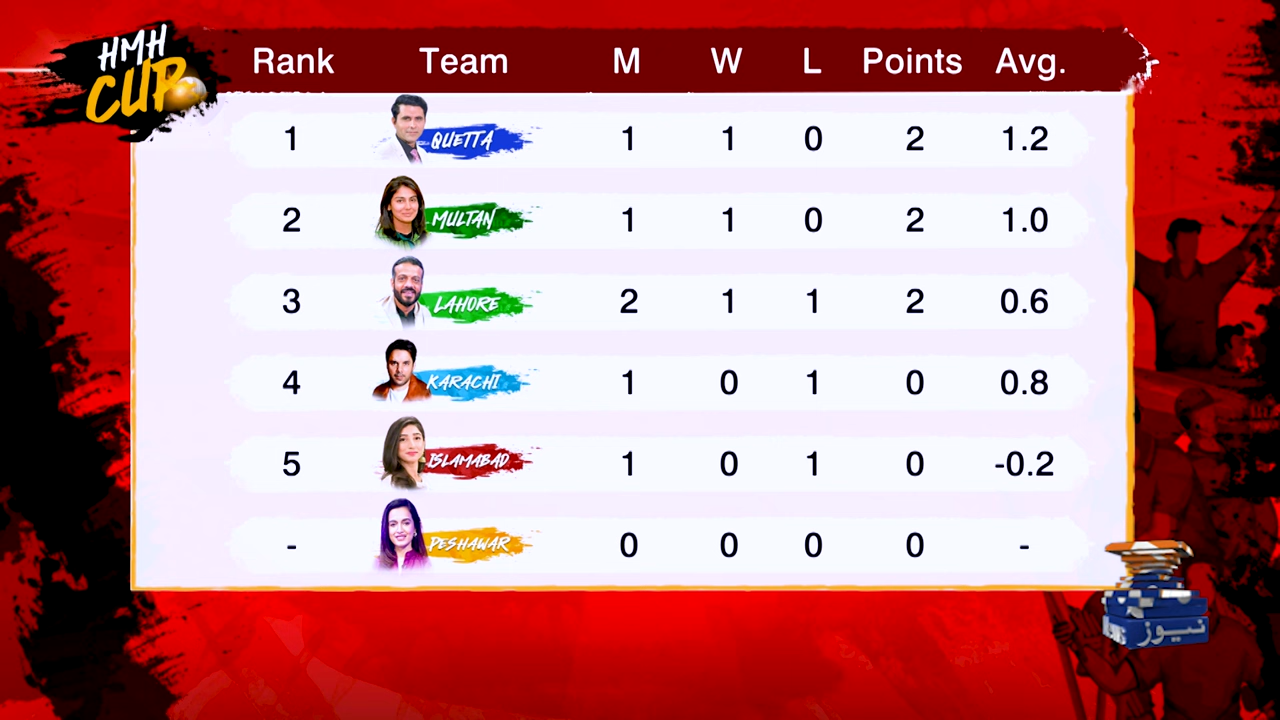 HMH
CUP
Rank Team M W L Points Avg.
1 QUETTA 1 1 0 2 1.2
2 MULTAN 1 1 0 2 1.0
3 LAHORE 2 1 1 2 0.6
4 KARACHI 1 0 1 0 0.8
5 ISLAMABAD 1 0 1 0 -0.2
- PESHAWAR 0 0 0 0 -
نیوز